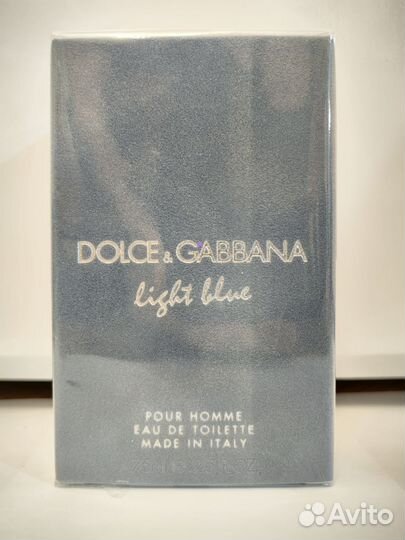 DOLCE & GABBANA
light blue
POUR HOMME
EAU DE TOILETTE
MADE IN ITALY
Avito